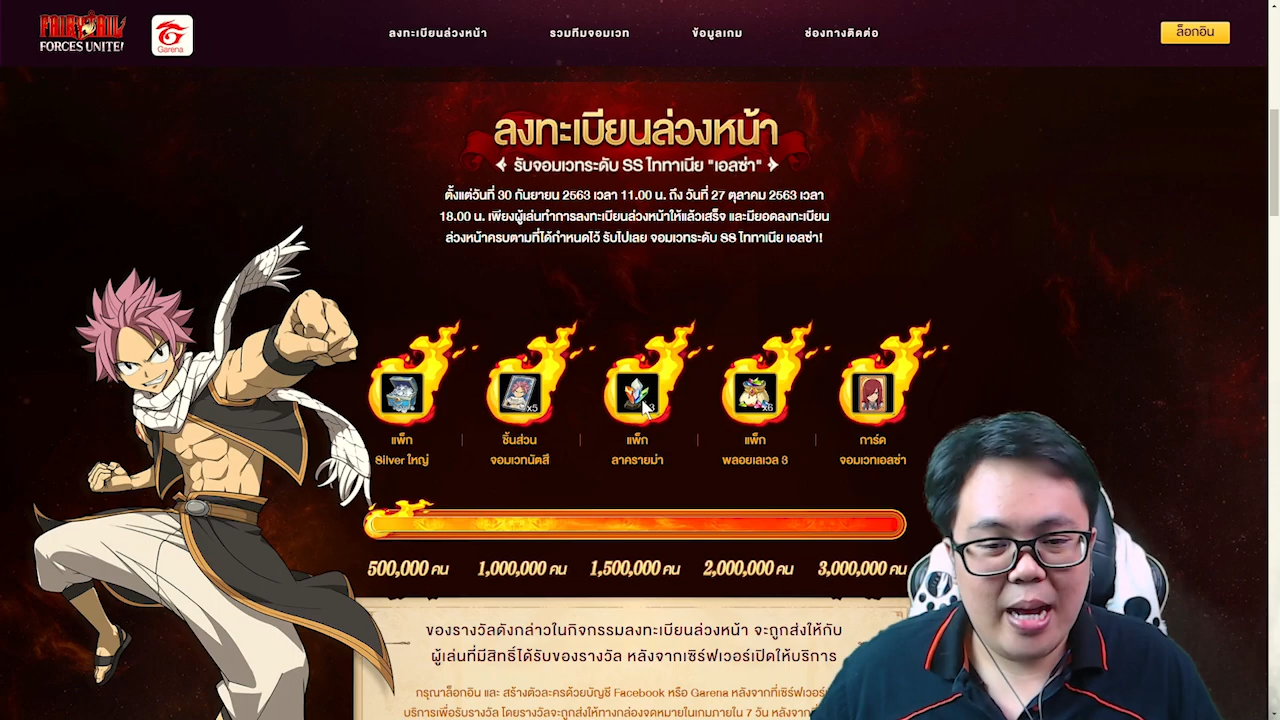 FAIRY TAIL
FORCES UNITE!
Garena
ลงทะเบียนล่วงหน้า
รวมทีมจอมเวท
ข้อมูลเกม
ช่องทางติดต่อ
ล็อกอิน
ลงทะเบียนล่วงหน้า
รับจอมเวทระดับ SS ไททาเนีย "เอลซ่า"
ตั้งแต่วันที่ 30 กันยายน 2563 เวลา 11.00 น. ถึง วันที่ 27 ตุลาคม 2563 เวลา
18.00 น. เพียงผู้เล่นทำการลงทะเบียนล่วงหน้าให้แล้วเสร็จ และมียอดลงทะเบียน
ล่วงหน้าครบตามที่ได้กำหนดไว้ รับไปเลย จอมเวทระดับ SS ไททาเนีย เอลซ่า!
x5
3
x6
แพ็ก
Silver ใหญ่
ชิ้นส่วน
จอมเวทนัตสึ
แพ็ก
ลาครายม่า
แพ็ก
พลอยเลเวล 3
การ์ด
จอมเวทเอลซ่า
500,000 คน
1,000,000 คน
1,500,000 คน
2,000,000 คน
3,000,000 คน
ของรางวัลดังกล่าวในกิจกรรมลงทะเบียนล่วงหน้า จะถูกส่งให้กับ
ผู้เล่นที่มีสิทธิ์ได้รับของรางวัล หลังจากเซิร์ฟเวอร์เปิดให้บริการ
กรุณาล็อกอิน และ สร้างตัวละครด้วยบัญชี Facebook หรือ Garena หลังจากที่เซิร์ฟเวอร์
บริการเพื่อรับรางวัล โดยรางวัลจะถูกส่งให้ทางกล่องจดหมายในเกมภายใน 7 วัน หลังจาก